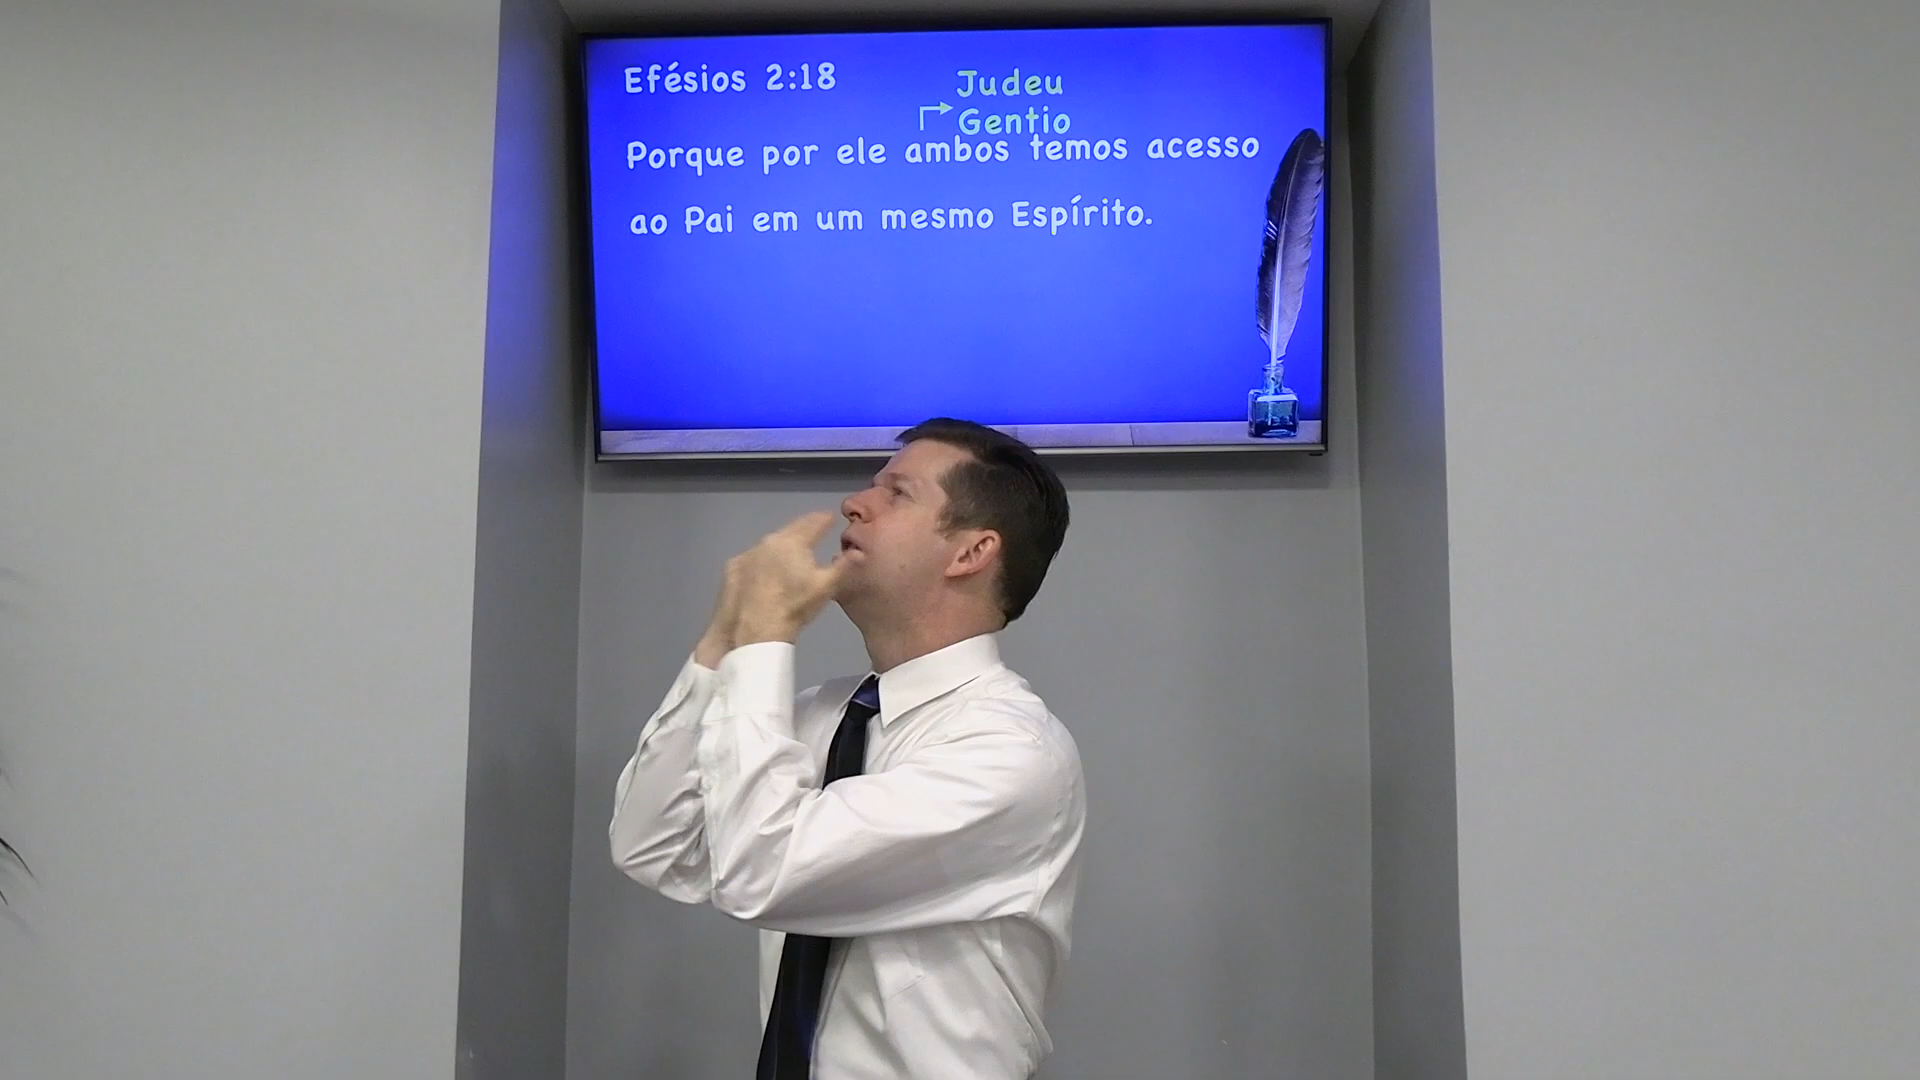 Efésios 2:18
Judeu
Gentio
Porque por ele ambos temos acesso
ao Pai em um mesmo Espírito.